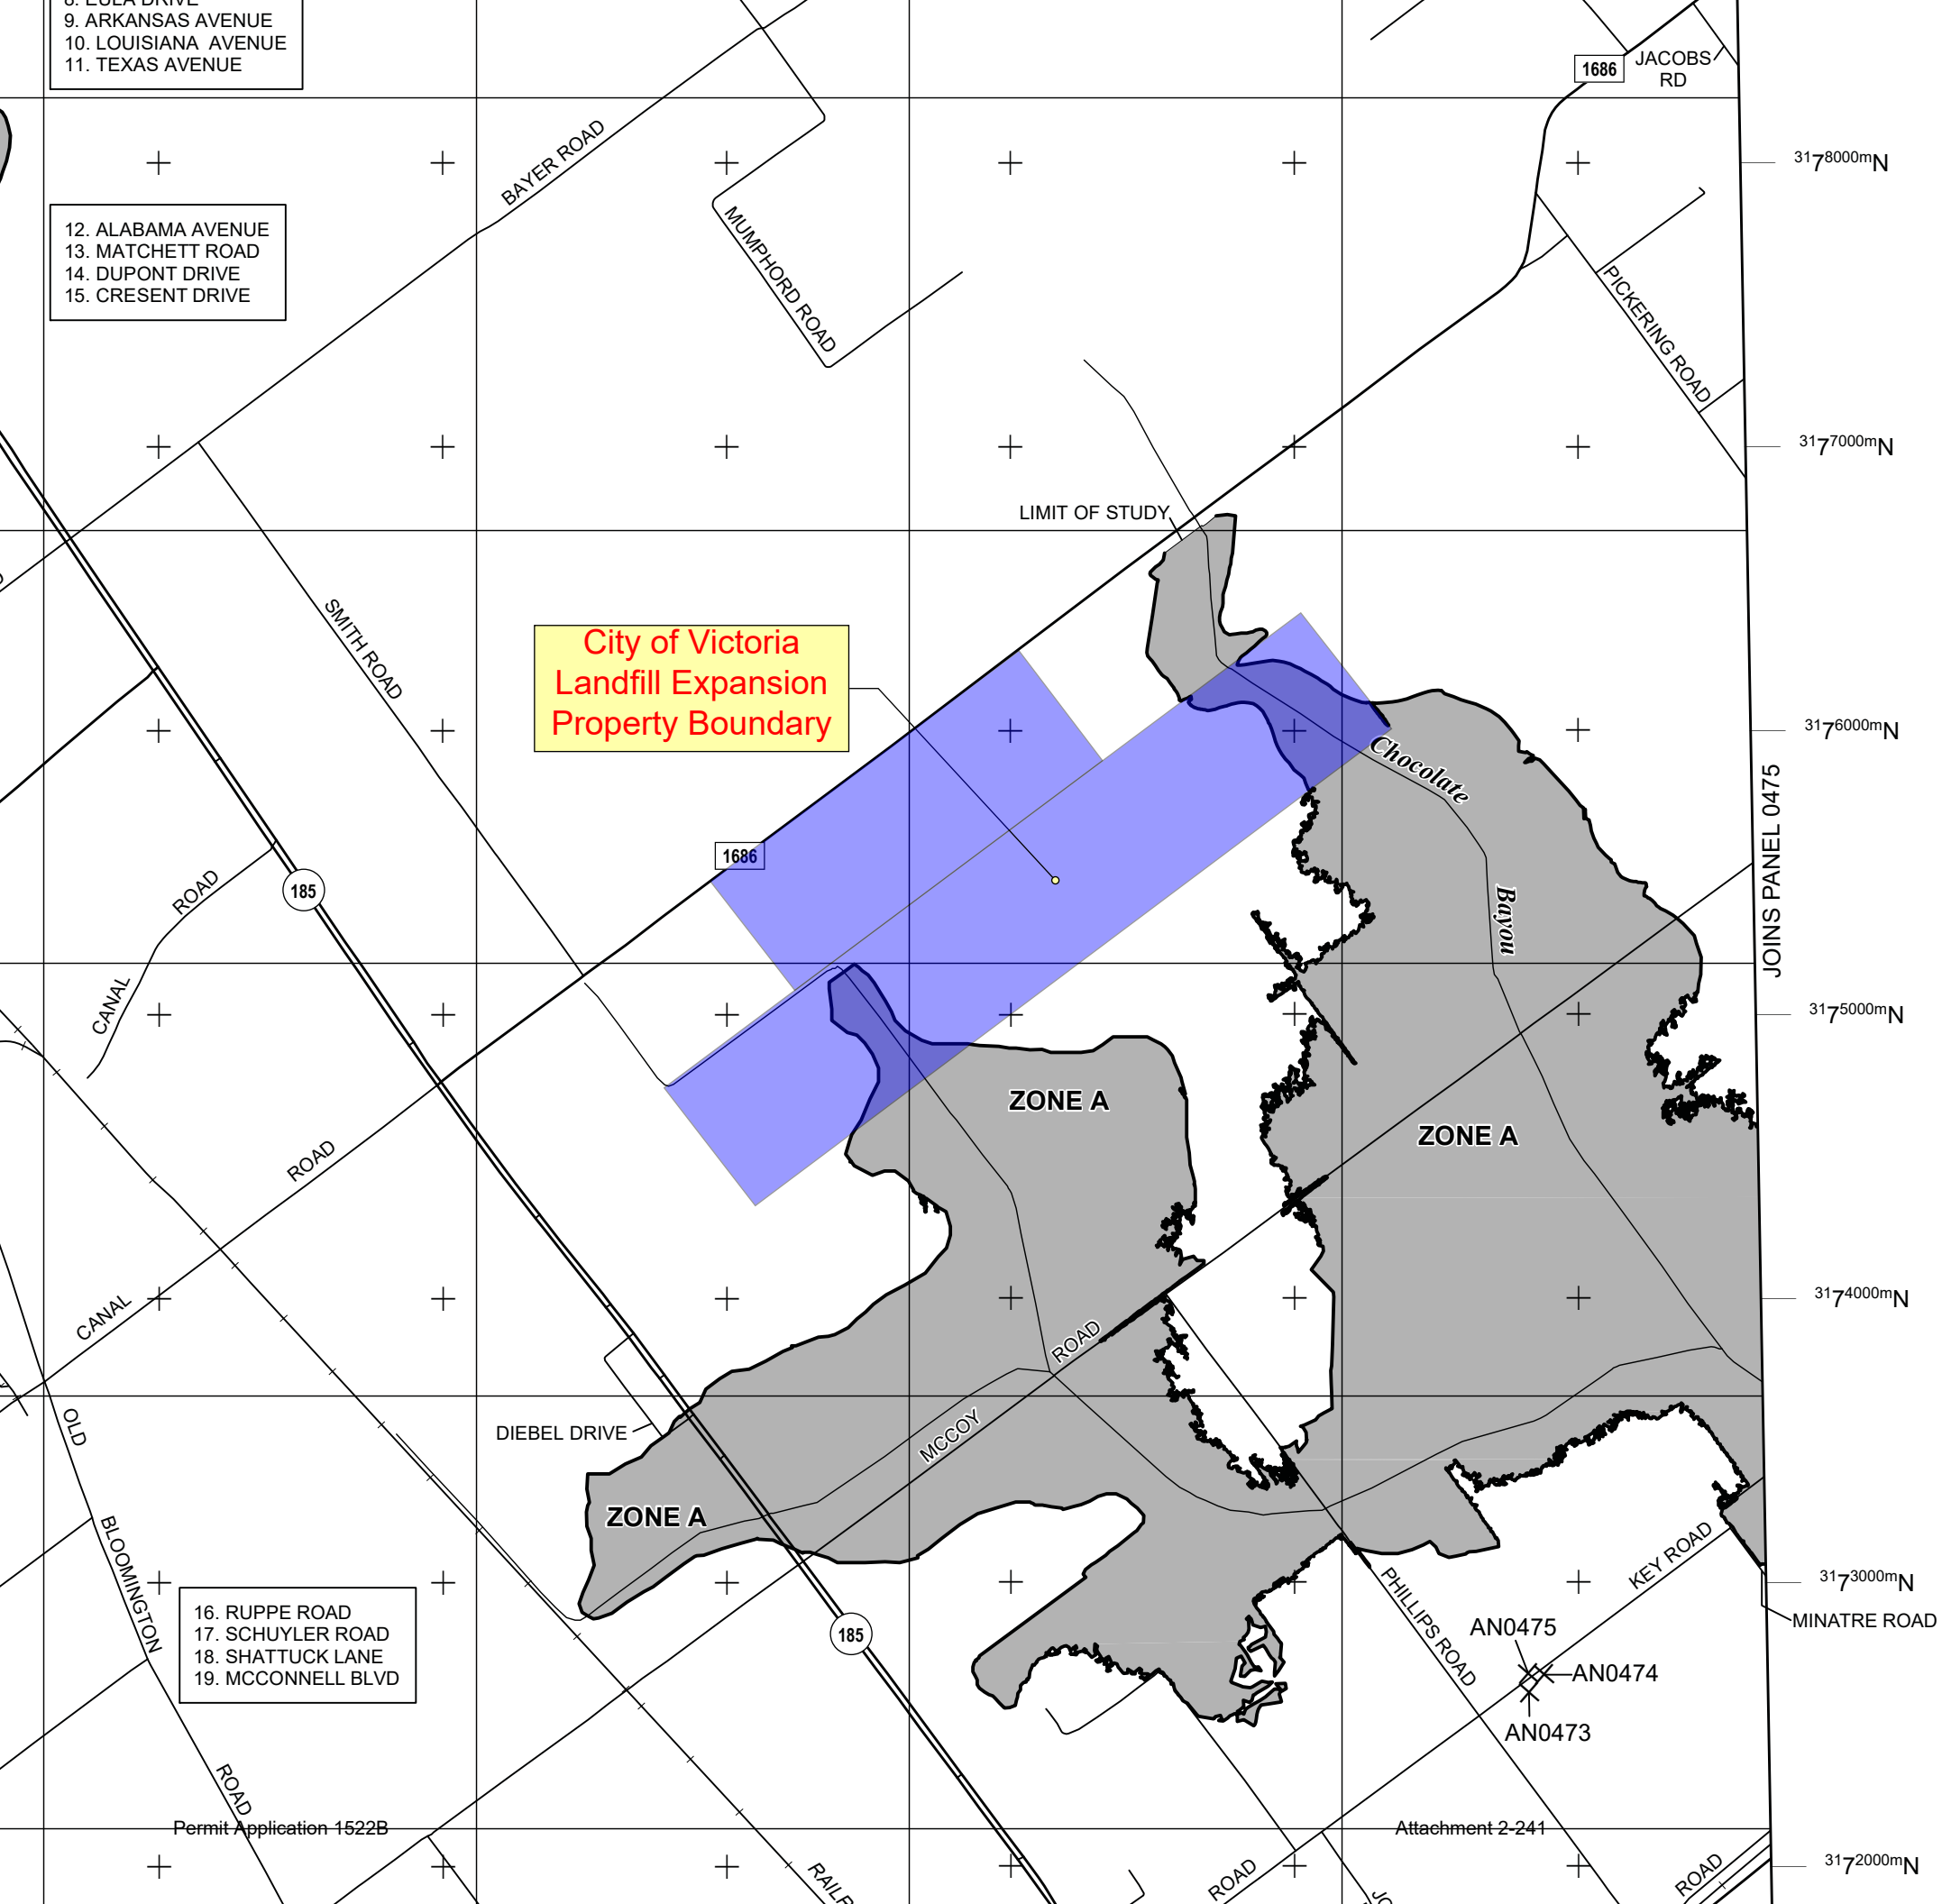 8. EULA DRIVE
9. ARKANSAS AVENUE
10. LOUISIANA AVENUE
11. TEXAS AVENUE
1686
JACOBS
RD
BAYER ROAD
3178000mN
12. ALABAMA AVENUE
13. MATCHETT ROAD
14. DUPONT DRIVE
15. CRESENT DRIVE
MUMPHORD ROAD
PICKERING ROAD
3177000mN
LIMIT OF STUDY
SMITH ROAD
City of Victoria
Landfill Expansion
Property Boundary
3176000mN
Chocolate
Bayou
JOINS PANEL 0475
1686
185
ROAD
CANAL
3175000mN
ZONE A
ZONE A
ROAD
CANAL
3174000mN
ROAD
MCCOY
DIEBEL DRIVE
OLD
BLOOMINGTON
ROAD
ZONE A
3173000mN
KEY ROAD
PHILLIPS ROAD
MINATRE ROAD
16. RUPPE ROAD
17. SCHUYLER ROAD
18. SHATTUCK LANE
19. MCCONNELL BLVD
185
AN0475
AN0474
AN0473
Permit Application 1522B
Attachment 2-241
3172000mN
ROAD
ROAD